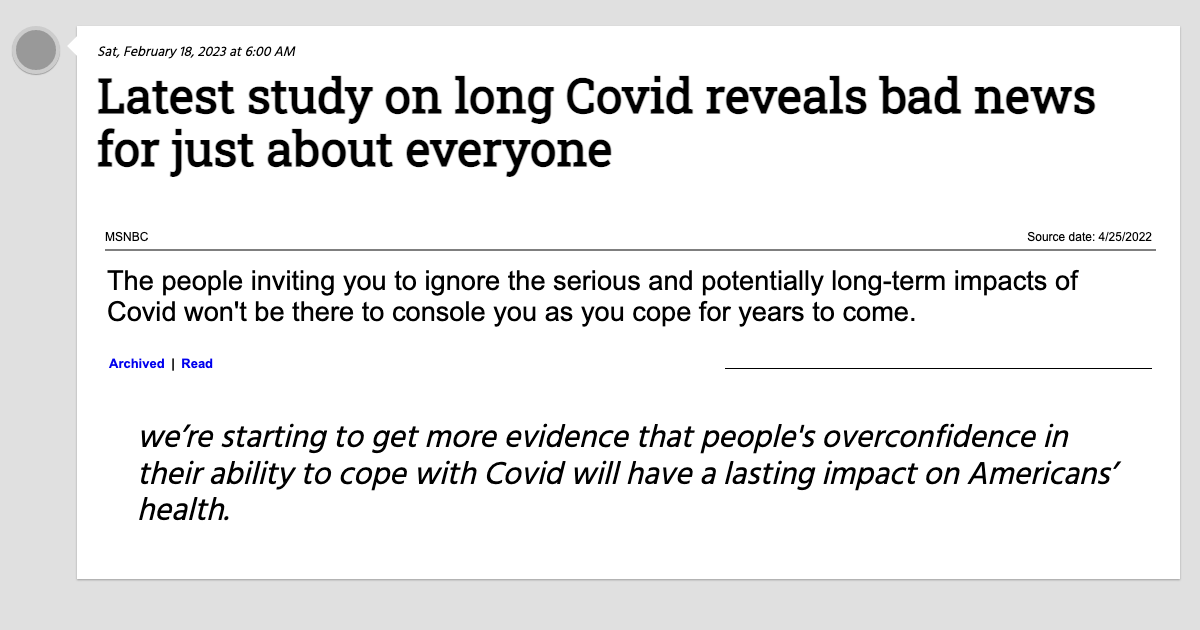 Sat, February 18, 2023 at 6:00 AM
Latest study on long Covid reveals bad news
for just about everyone
MSNBC
Source date: 4/25/2022
The people inviting you to ignore the serious and potentially long-term impacts of
Covid won't be there to console you as you cope for years to come.
Archived | Read
we’re starting to get more evidence that people's overconfidence in
their ability to cope with Covid will have a lasting impact on Americans’
health.